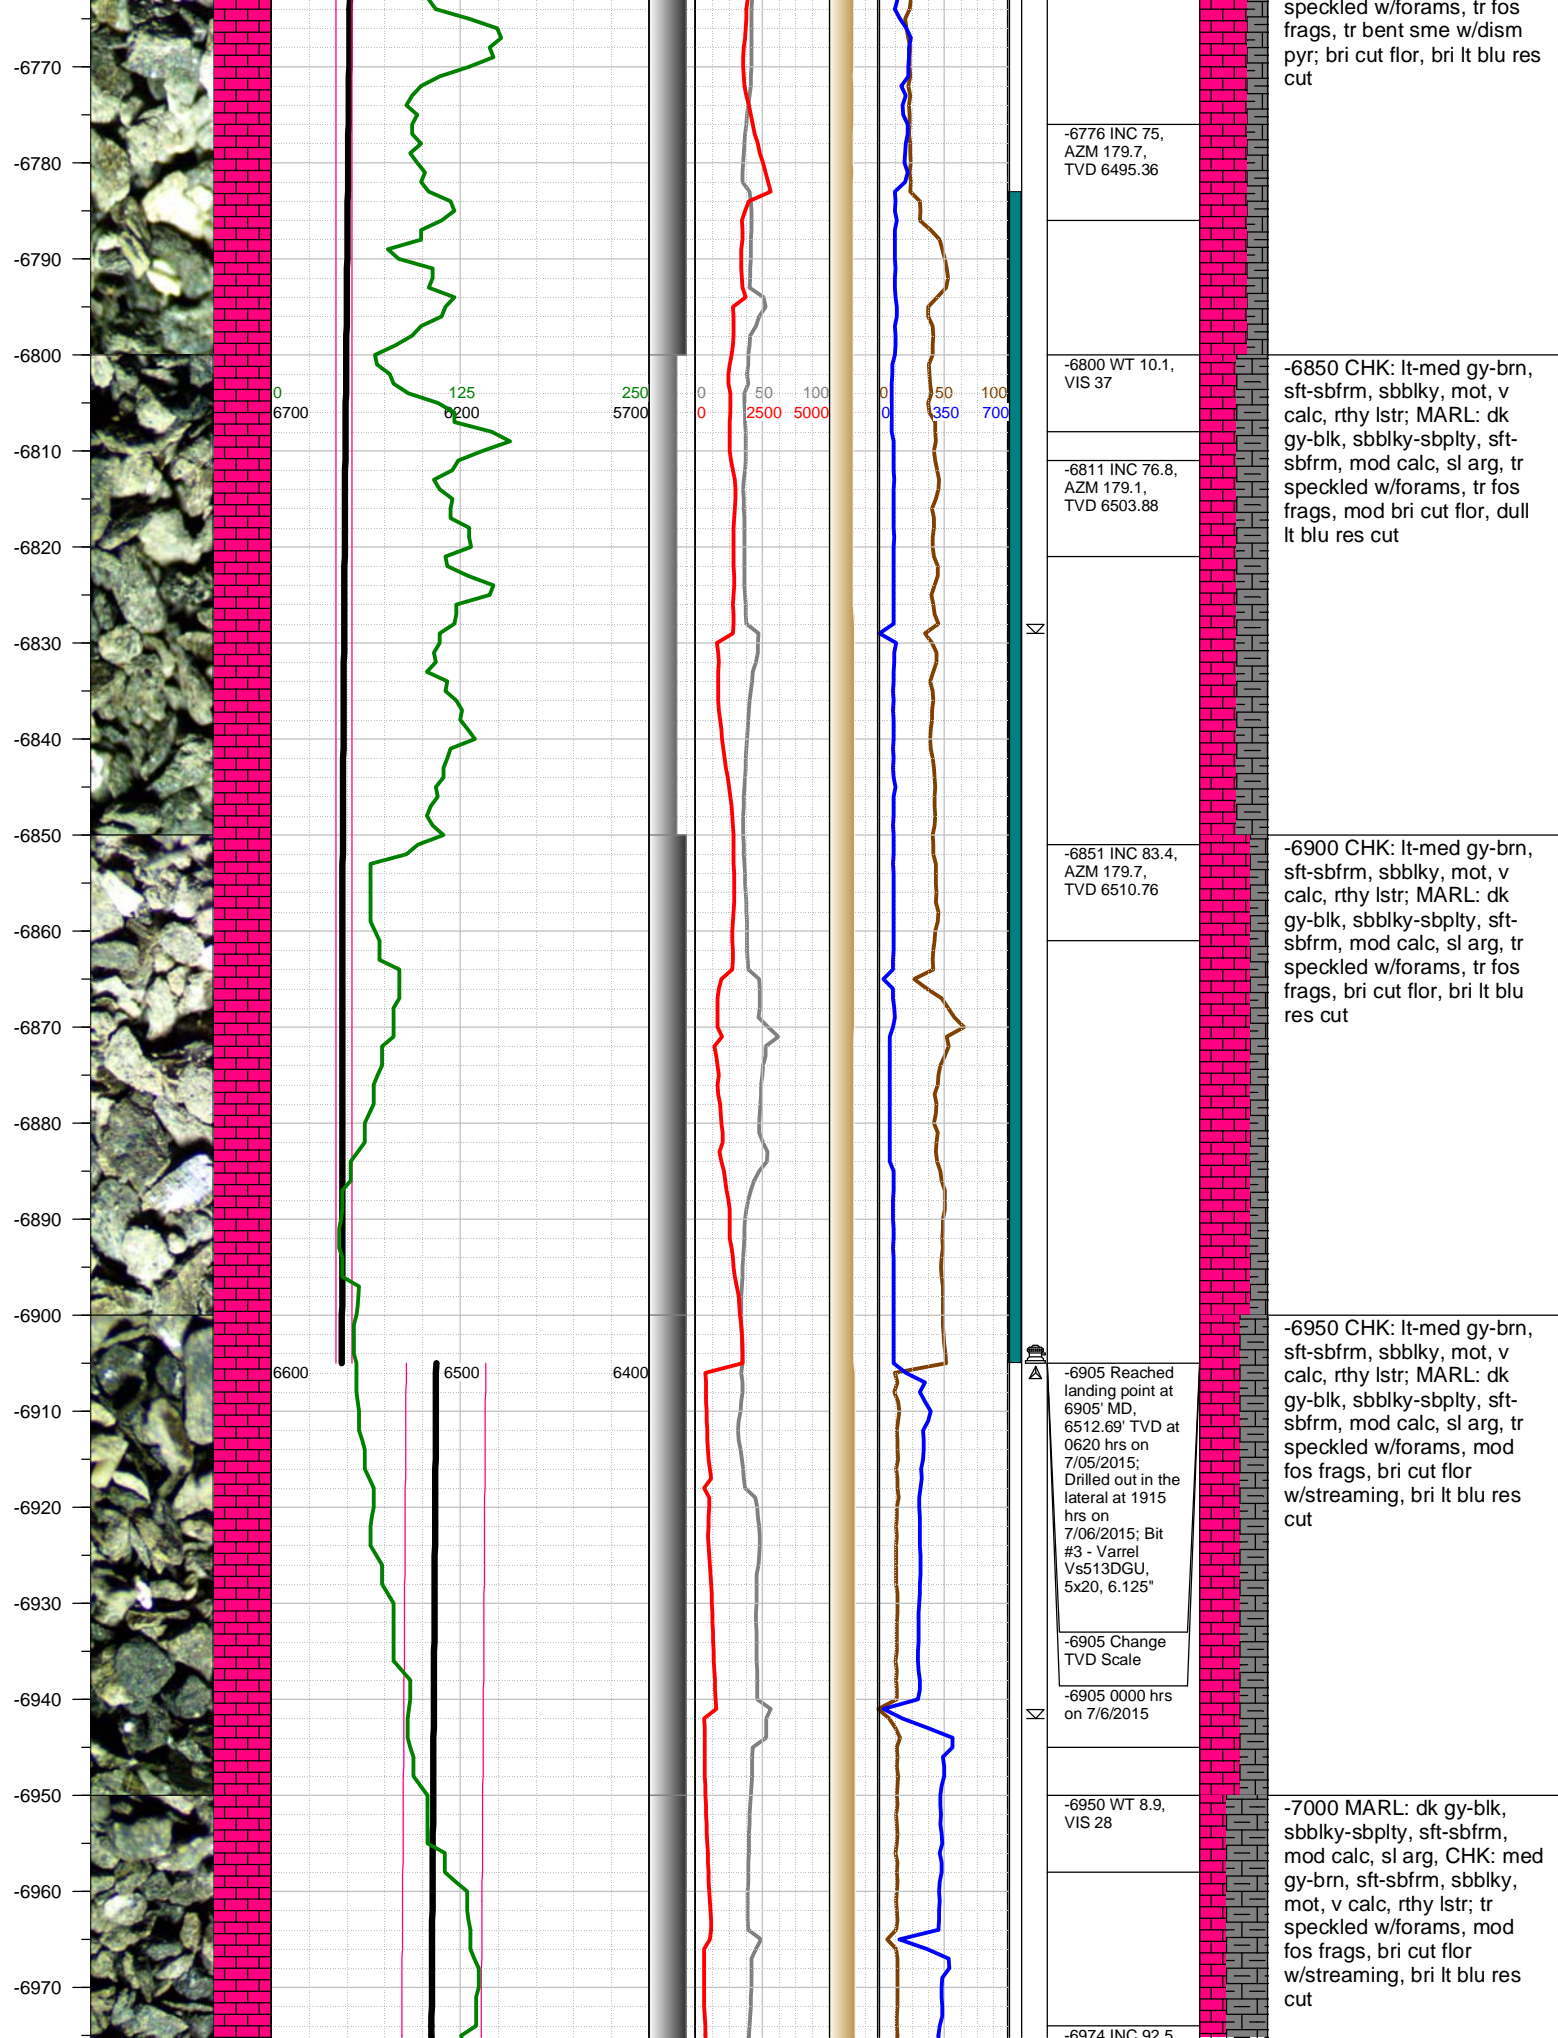 speckled w/forams, tr fos
frags, tr bent sme w/dism
pyr; bri cut flor, bri lt blu res
cut
-6770
-6776 INC 75,
AZM 179.7,
TVD 6495.36
-6780
-6790
-6800
-6800 WT 10.1,
VIS 37
-6850 CHK: lt-med gy-brn,
sft-sbfrm, sbblky, mot, v
calc, rthy lstr; MARL: dk
gy-blk, sbblky-sbplty, sft-
sbfrm, mod calc, sl arg, tr
speckled w/forams, tr fos
frags, mod bri cut flor, dull
lt blu res cut
0 125 250 0 50 100 0 50 100
6700 6200 5700 0 2500 5000 0 350 700
-6810
-6811 INC 76.8,
AZM 179.1,
TVD 6503.88
-6820
-6830
-6840
-6850
-6851 INC 83.4,
AZM 179.7,
TVD 6510.76
-6900 CHK: lt-med gy-brn,
sft-sbfrm, sbblky, mot, v
calc, rthy lstr; MARL: dk
gy-blk, sbblky-sbplty, sft-
sbfrm, mod calc, sl arg, tr
speckled w/forams, tr fos
frags, bri cut flor, bri lt blu
res cut
-6860
-6870
-6880
-6890
-6900
-6950 CHK: lt-med gy-brn,
sft-sbfrm, sbblky, mot, v
calc, rthy lstr; MARL: dk
gy-blk, sbblky-sbplty, sft-
sbfrm, mod calc, sl arg, tr
speckled w/forams, mod
fos frags, bri cut flor
w/streaming, bri lt blu res
cut
6600 6500 6400
-6905 Reached
landing point at
6905' MD,
6512.69' TVD at
0620 hrs on
7/05/2015;
Drilled out in the
lateral at 1915
hrs on
7/06/2015; Bit
#3 - Varrel
Vs513DGU,
5x20, 6.125"
-6910
-6920
-6930
-6905 Change
TVD Scale
-6940
-6905 0000 hrs
on 7/6/2015
-6950
-6950 WT 8.9,
VIS 28
-7000 MARL: dk gy-blk,
sbblky-sbplty, sft-sbfrm,
mod calc, sl arg, CHK: med
gy-brn, sft-sbfrm, sbblky,
mot, v calc, rthy lstr; tr
speckled w/forams, mod
fos frags, bri cut flor
w/streaming, bri lt blu res
cut
-6960
-6970
-6974 INC 92.5